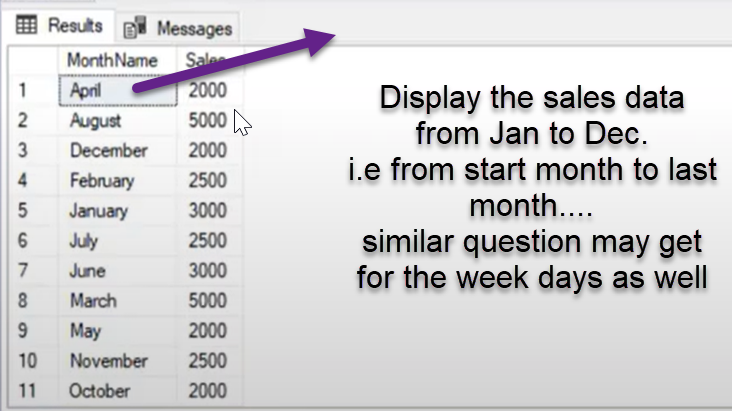 Results Messages
MonthName Sales
1 April 2000
2 August 5000
3 December 2000
4 February 2500
5 January 3000
6 July 2500
7 June 3000
8 March 5000
9 May 2000
10 November 2500
11 October 2000
Display the sales data
from Jan to Dec.
i.e from start month to last
month....
similar question may get
for the week days as well